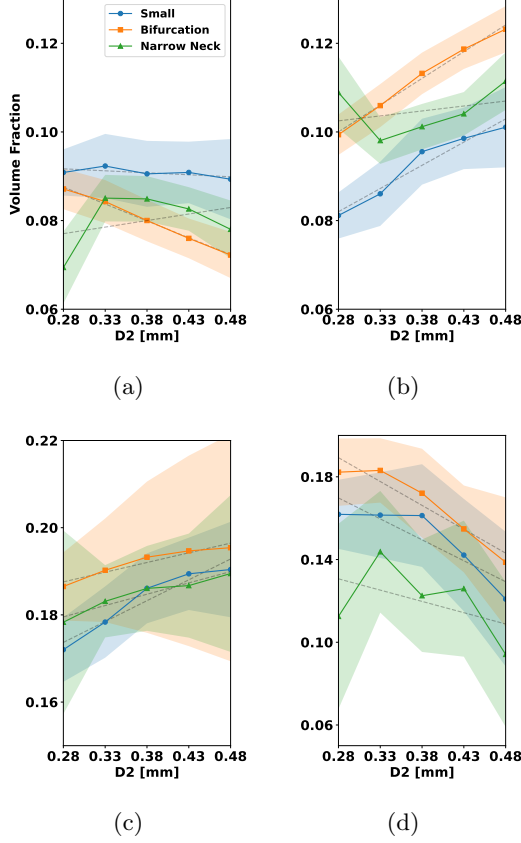 Small
Bifurcation
Narrow Neck
Volume Fraction
0.12
0.10
0.08
0.06
0.28 0.33 0.38 0.43 0.48
D2 [mm]
(a)
0.12
0.10
0.08
0.06
0.28 0.33 0.38 0.43 0.48
D2 [mm]
(b)
0.22
0.20
0.18
0.16
0.28 0.33 0.38 0.43 0.48
D2 [mm]
(c)
0.18
0.14
0.10
0.06
0.28 0.33 0.38 0.43 0.48
D2 [mm]
(d)